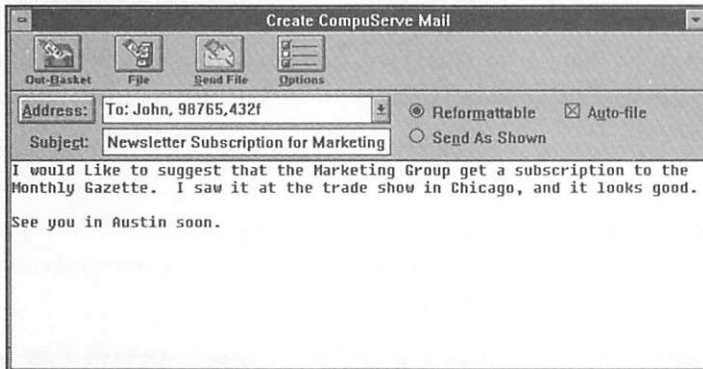 Create CompuServe Mail
Out-Basket File Send File Options
Address: To: John, 98765,432f Reformattable Auto-file
Subject: Newsletter Subscription for Marketing Send As Shown
I would Like to suggest that the Marketing Group get a subscription to the
Monthly Gazette. I saw it at the trade show in Chicago, and it looks good.
See you in Austin soon.